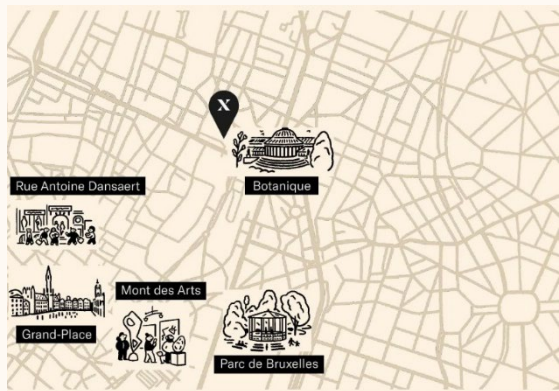 X
Botanique
Rue Antoine Dansaert
Mont des Arts
Grand-Place
Parc de Bruxelles